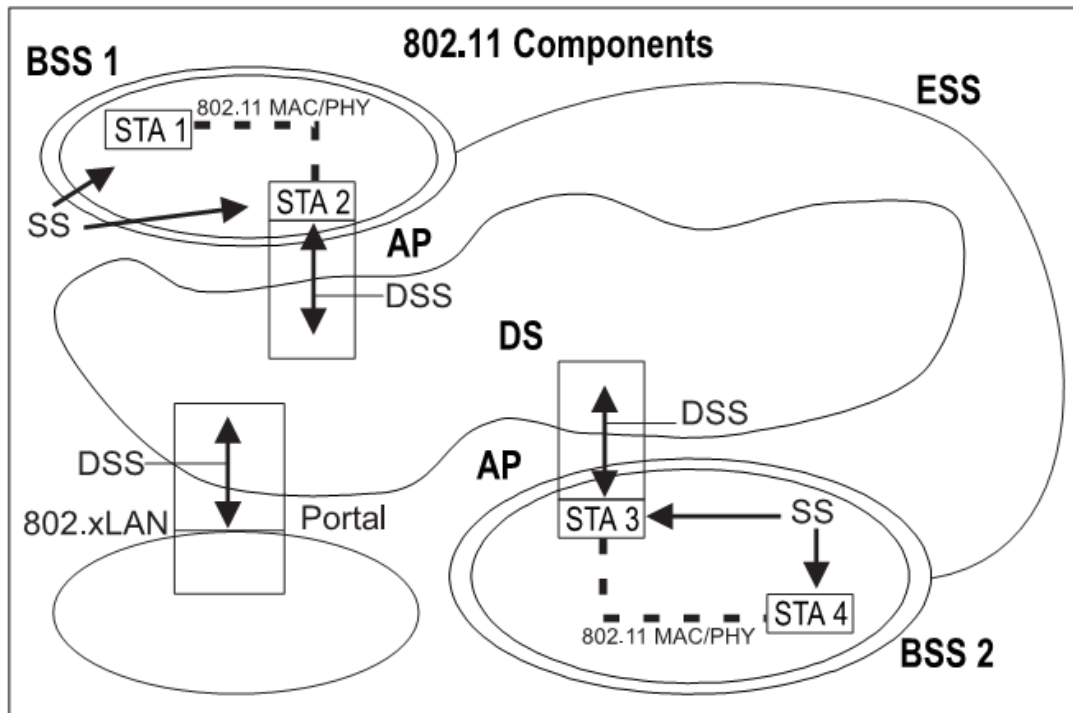 802.11 Components
BSS 1
ESS
802.11 MAC/PHY
STA 1
STA 2
SS
AP
DSS
DS
DSS
AP
DSS
802.xLAN
Portal
STA 3
SS
STA 4
802.11 MAC/PHY
BSS 2